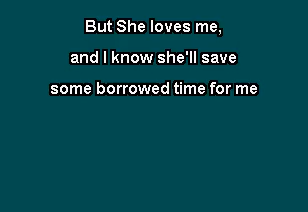 But She loves me,
and I know she'll save
some borrowed time for me